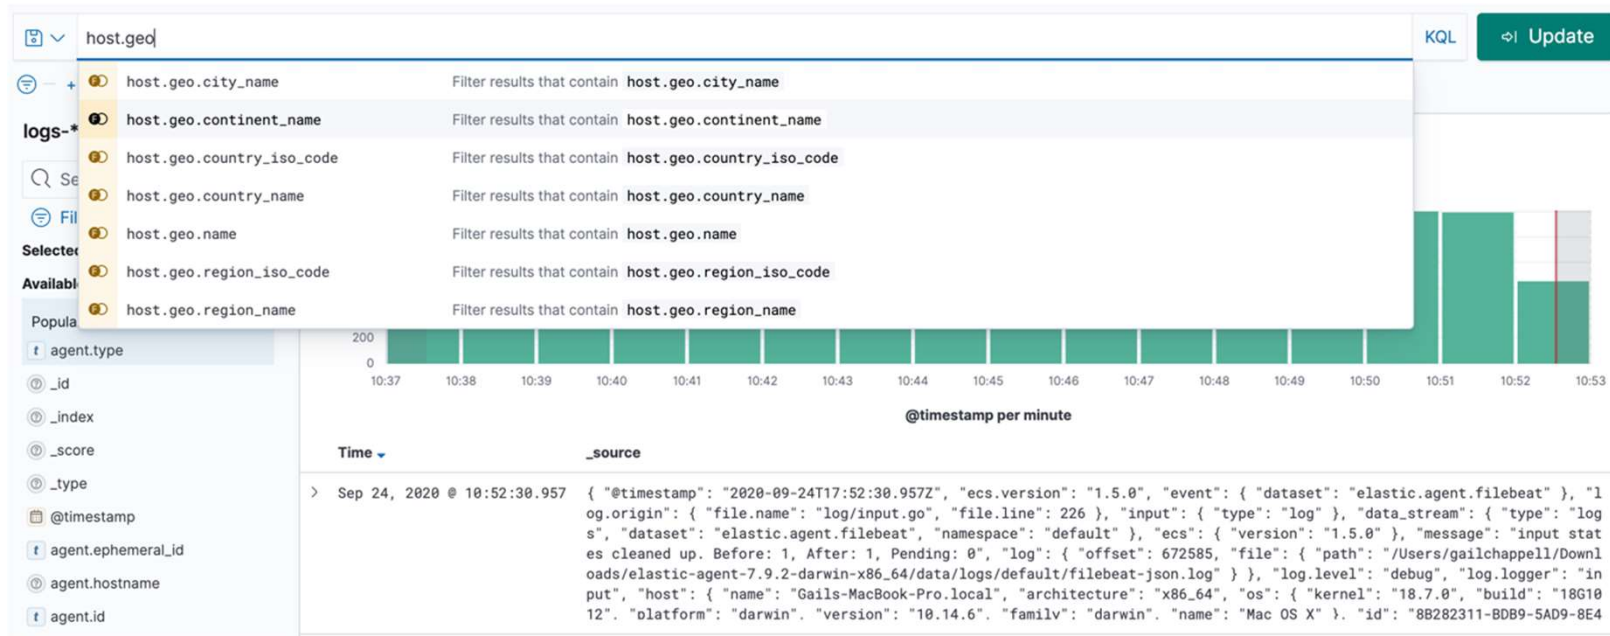 host.geo KQL Update
host.geo.city_name Filter results that contain host.geo.city_name
host.geo.continent_name Filter results that contain host.geo.continent_name
logs-*
host.geo.country_iso_code Filter results that contain host.geo.country_iso_code
Se
host.geo.country_name Filter results that contain host.geo.country_name
Fil
host.geo.name Filter results that contain host.geo.name
Selected
host.geo.region_iso_code Filter results that contain host.geo.region_iso_code
Availabl
host.geo.region_name Filter results that contain host.geo.region_name
Popula
200
t agent.type
0
10:37 10:38 10:39 10:40 10:41 10:42 10:43 10:44 10:45 10:46 10:47 10:48 10:49 10:50 10:51 10:52 10:53
@timestamp per minute
_id
_index
_score
_type
@timestamp
t agent.ephemeral_id
agent.hostname
t agent.id
Time _source
Sep 24, 2020 @ 10:52:30.957 { "@timestamp": "2020-09-24T17:52:30.957Z", "ecs.version": "1.5.0", "event": { "dataset": "elastic.agent.filebeat" }, "l
og.origin": { "file.name": "log/input.go", "file.line": 226 }, "input": { "type": "log" }, "data_stream": { "type": "log
s", "dataset": "elastic.agent.filebeat", "namespace": "default" }, "ecs": { "version": "1.5.0" }, "message": "input stat
es cleaned up. Before: 1, After: 1, Pending: 0", "log": { "offset": 672585, "file": { "path": "/Users/gailchappell/Downl
oads/elastic-agent-7.9.2-darwin-x86_64/data/logs/default/filebeat-json.log" } }, "log.level": "debug", "log.logger": "in
put", "host": { "name": "Gails-MacBook-Pro.local", "architecture": "x86_64", "os": { "kernel": "18.7.0", "build": "18G10
12", "platform": "darwin", "version": "10.14.6", "family": "darwin", "name": "Mac OS X" }, "id": "8B282311-BDB9-5AD9-8E4